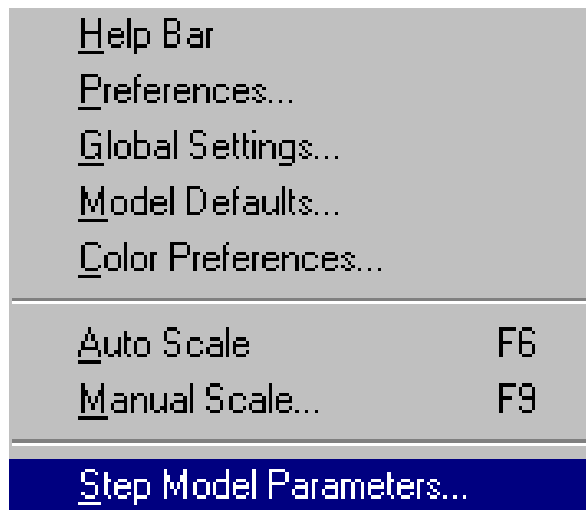 Help Bar
Preferences...
Global Settings...
Model Defaults...
Color Preferences...
Auto Scale F6
Manual Scale... F9
Step Model Parameters...